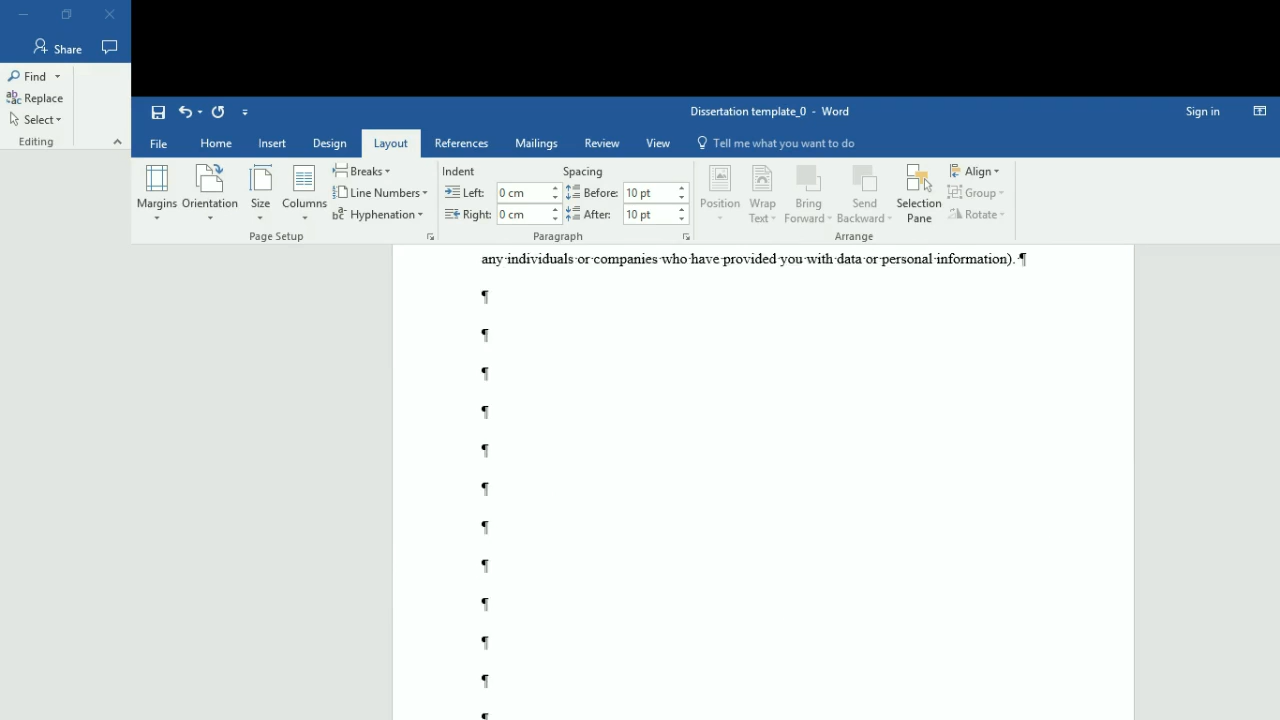 Share
Find
Replace
Select
Editing
Dissertation template_0 - Word
Sign in
File Home Insert Design Layout References Mailings Review View Tell me what you want to do
Margins Orientation Size Columns
Breaks
Line Numbers
Hyphenation
Page Setup
Indent Spacing
Left: 0 cm Before: 10 pt
Right: 0 cm After: 10 pt
Paragraph
Position Wrap Text Bring Forward Send Backward Selection Pane
Align
Group
Rotate
Arrange
any·individuals·or·companies·who·have·provided·you·with·data·or·personal·information).·¶
¶
¶
¶
¶
¶
¶
¶
¶
¶
¶
¶
¶